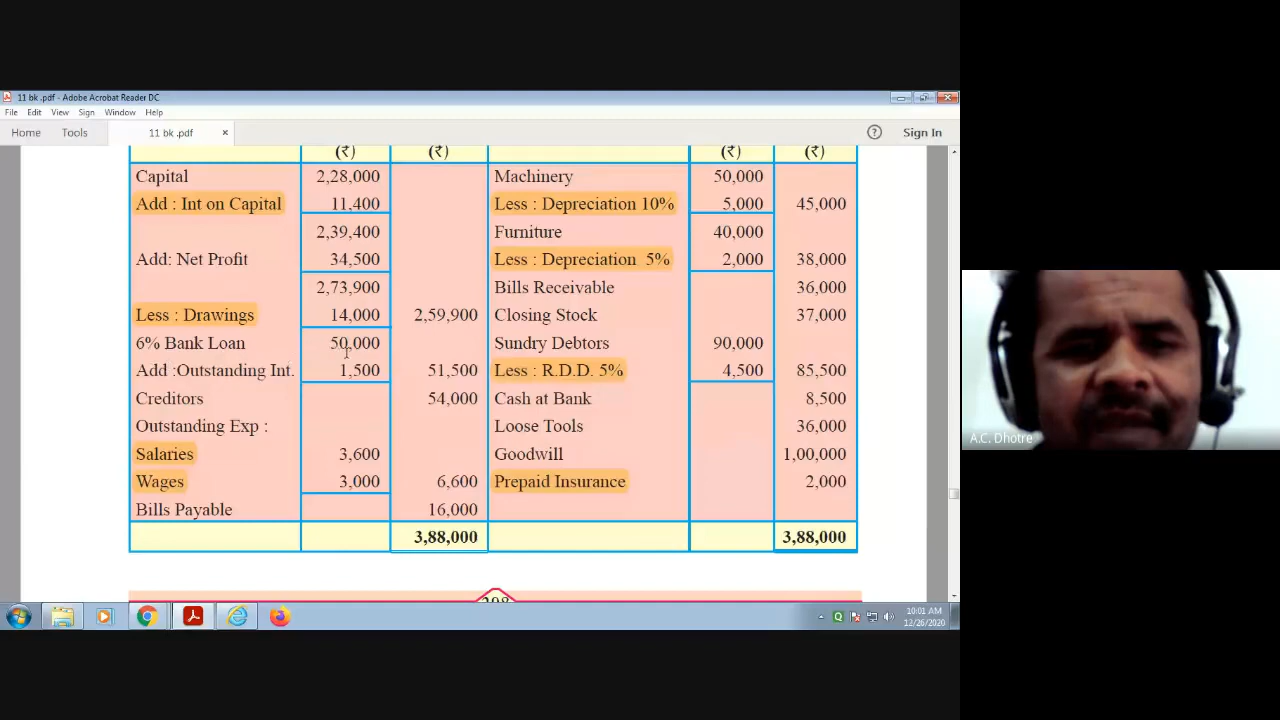 11 bk .pdf - Adobe Acrobat Reader DC
File Edit View Sign Window Help
Home Tools 11 bk .pdf × ? Sign In
(₹) (₹) (₹) (₹)
Capital 2,28,000 Machinery 50,000
Add : Int on Capital 11,400 Less : Depreciation 10% 5,000 45,000
2,39,400 Furniture 40,000
Add: Net Profit 34,500 Less : Depreciation 5% 2,000 38,000
2,73,900 Bills Receivable 36,000
Less : Drawings 14,000 2,59,900 Closing Stock 37,000
6% Bank Loan 50,000 Sundry Debtors 90,000
Add :Outstanding Int. 1,500 51,500 Less : R.D.D. 5% 4,500 85,500
Creditors 54,000 Cash at Bank 8,500
Outstanding Exp : Loose Tools 36,000
Salaries 3,600 Goodwill 1,00,000
Wages 3,000 6,600 Prepaid Insurance 2,000
Bills Payable 16,000
3,88,000 3,88,000
A.C. Dhotre
10:01 AM
12/26/2020